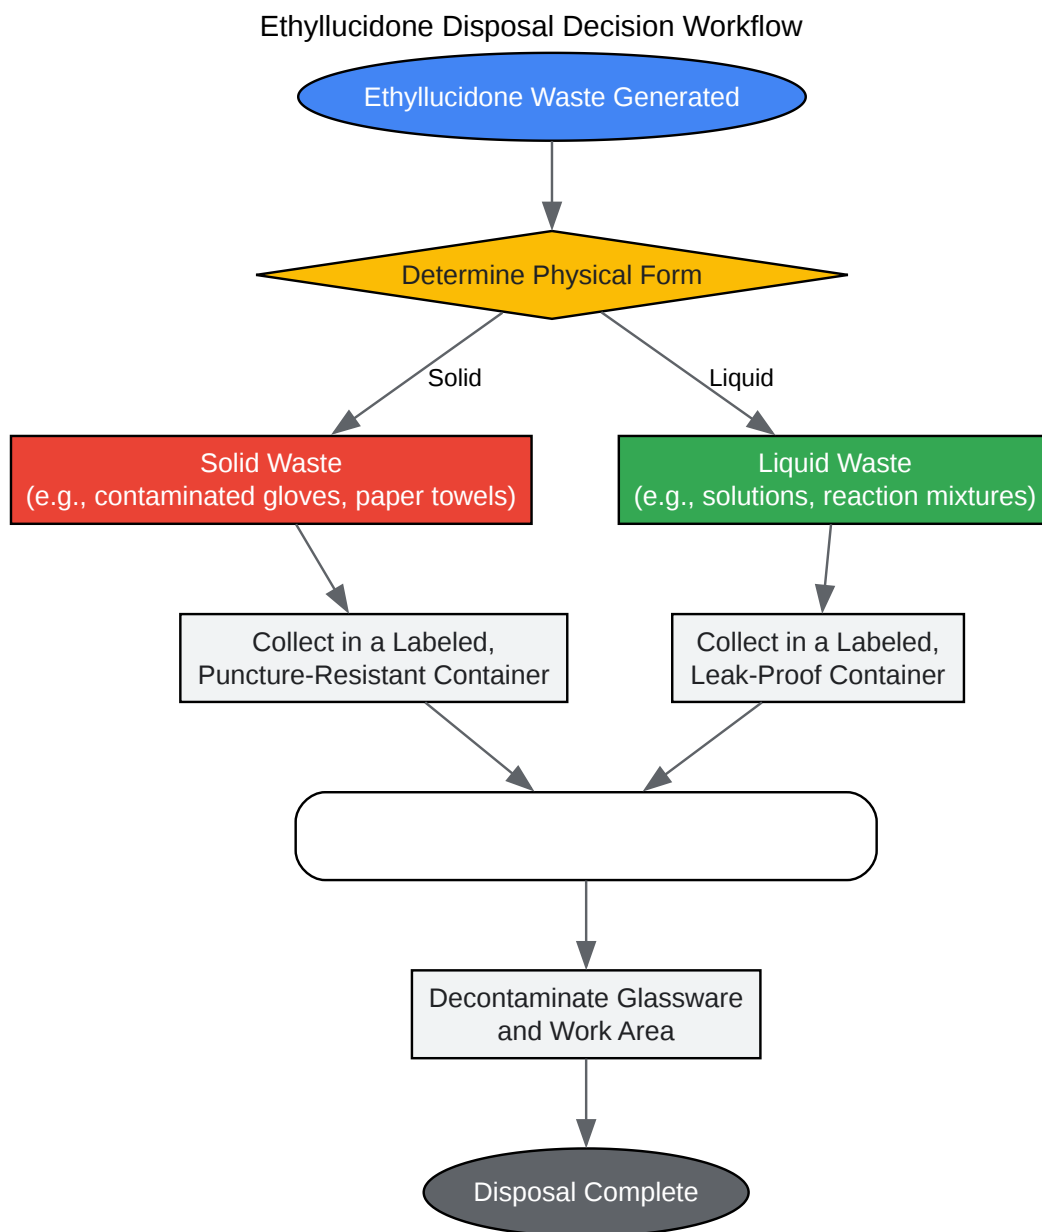 Ethyllucidone Disposal Decision Workflow
Ethyllucidone Waste Generated
Determine Physical Form
Solid
Liquid
Solid Waste
(e.g., contaminated gloves, paper towels)
Liquid Waste
(e.g., solutions, reaction mixtures)
Collect in a Labeled,
Puncture-Resistant Container
Collect in a Labeled,
Leak-Proof Container
Decontaminate Glassware
and Work Area
Disposal Complete